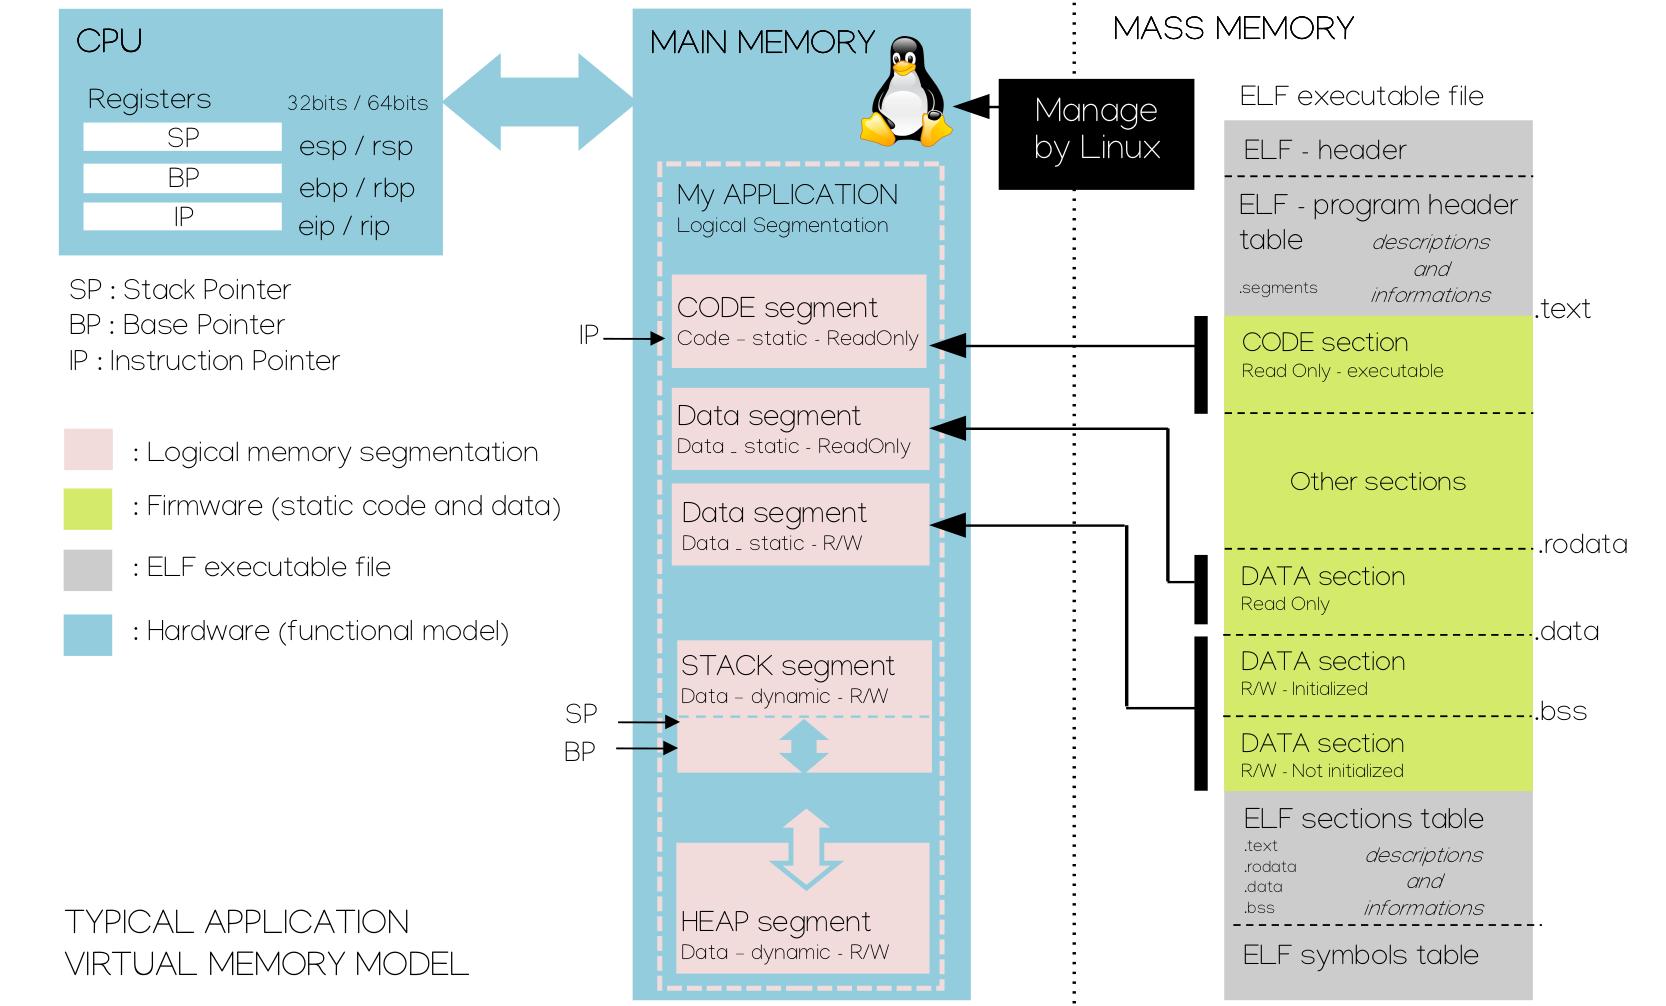 CPU
Registers
32bits / 64bits
SP
esp / rsp
BP
ebp / rbp
IP
eip / rip
SP : Stack Pointer
BP : Base Pointer
IP : Instruction Pointer
: Logical memory segmentation
: Firmware (static code and data)
: ELF executable file
: Hardware (functional model)
TYPICAL APPLICATION
VIRTUAL MEMORY MODEL
MAIN MEMORY
My APPLICATION
Logical Segmentation
CODE segment
Code – static - ReadOnly
IP
Data segment
Data _ static - ReadOnly
Data segment
Data _ static - R/W
STACK segment
Data – dynamic - R/W
SP
BP
HEAP segment
Data – dynamic - R/W
Manage
by Linux
MASS MEMORY
ELF executable file
ELF - header
ELF - program header
table
descriptions
and
informations
.segments
.text
CODE section
Read Only - executable
Other sections
.rodata
DATA section
Read Only
.data
DATA section
R/W - Initialized
.bss
DATA section
R/W - Not initialized
ELF sections table
.text
.rodata
.data
.bss
descriptions
and
informations
ELF symbols table